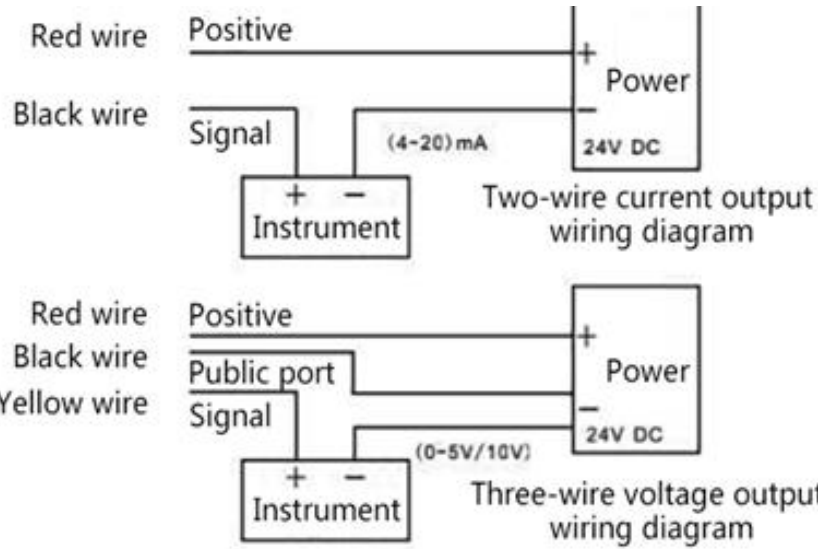 Red wire Positive
+
Power
Black wire
Signal
(4-20)mA
−
24V DC
+ −
Instrument
Two-wire current output
wiring diagram
Red wire Positive
+
Black wire
Public port
Power
Yellow wire
Signal
−
24V DC
(0-5V/10V)
+ −
Instrument
Three-wire voltage output
wiring diagram